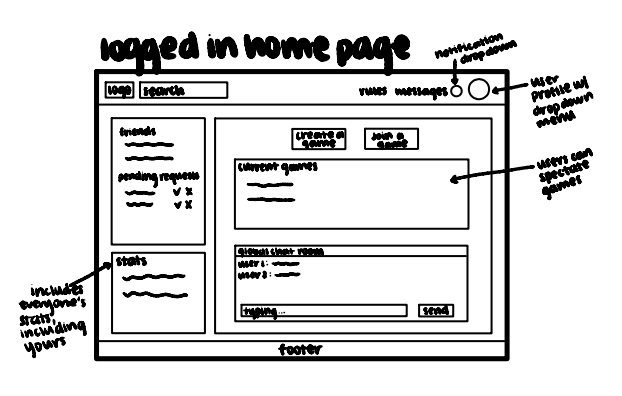 logged in home page
notification
dropdown
logo
search
rules messages
user
profile w/
dropdown
menu
friends
pending requests
✓ x
✓ x
create a
game
join a
game
current games
users can
spectate
games
stats
includes
everyone's
stats,
including
yours
global chat room
user 1:
user 2:
typing...
send
footer